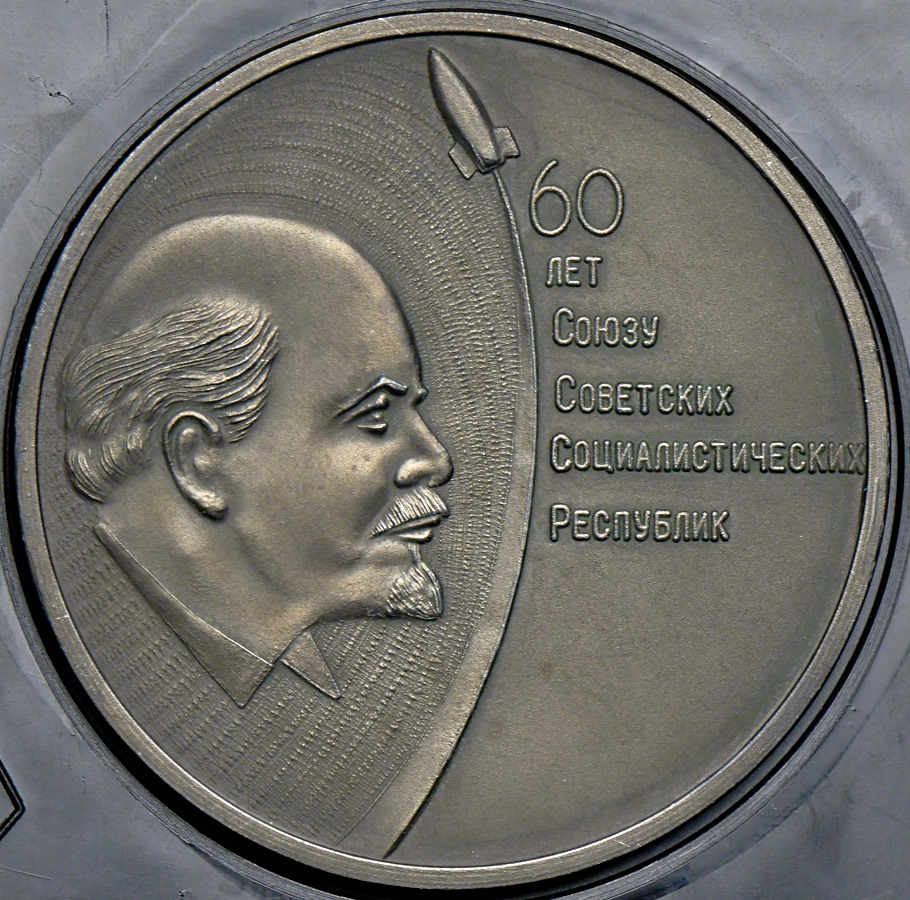 60
лет
Союзу
Советских
Социалистических
Республик